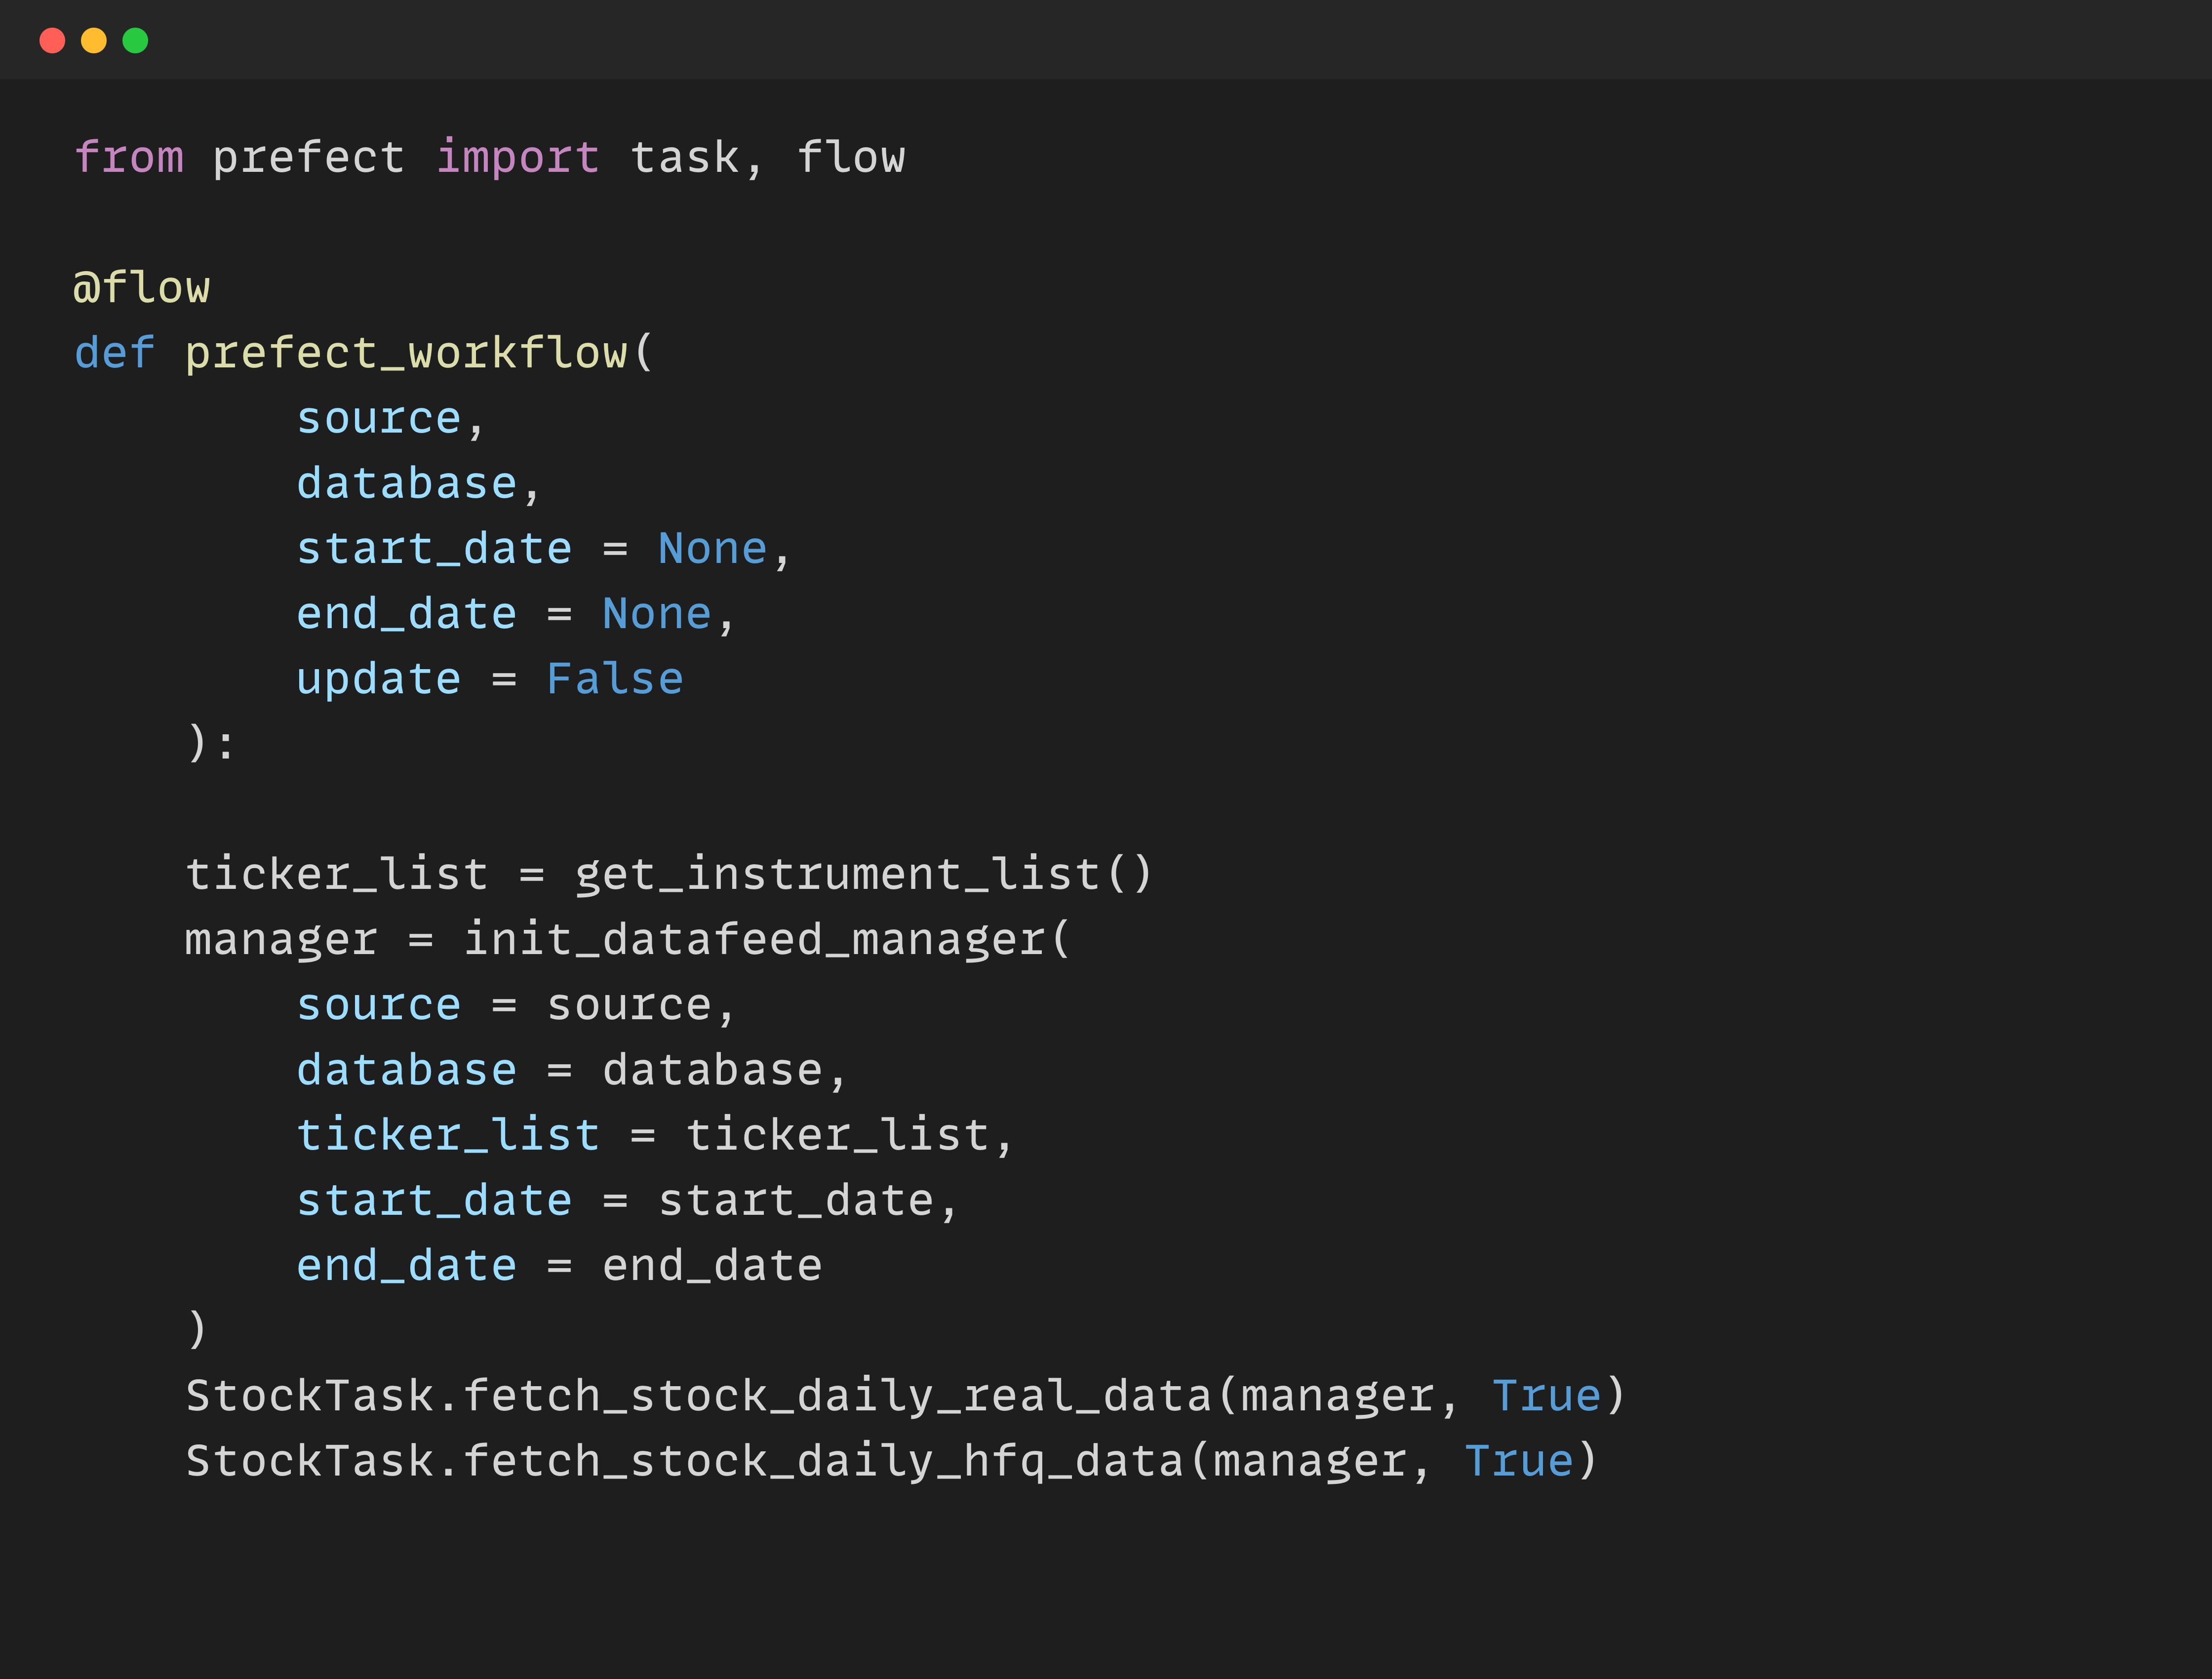 from prefect import task, flow

@flow
def prefect_workflow(
        source,
        database,
        start_date = None,
        end_date = None,
        update = False
    ):

    ticker_list = get_instrument_list()
    manager = init_datafeed_manager(
        source = source,
        database = database,
        ticker_list = ticker_list,
        start_date = start_date,
        end_date = end_date
    )
    StockTask.fetch_stock_daily_real_data(manager, True)
    StockTask.fetch_stock_daily_hfq_data(manager, True)